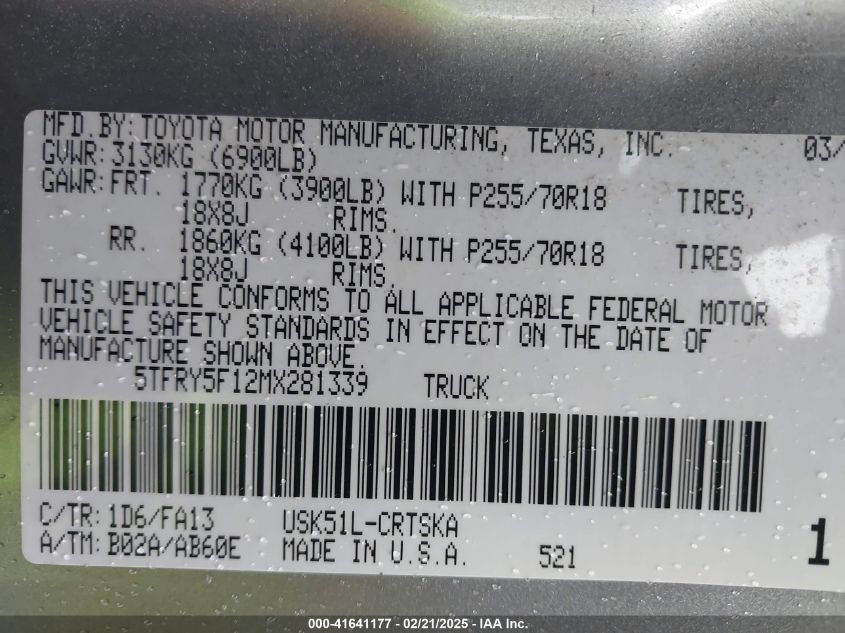 MFD.BY:TOYOTA MOTOR MANUFACTURING, TEXAS, INC. 03/
GVWR:3130KG (6900LB)
GAWR:FRT. 1770KG (3900LB) WITH P255/70R18 TIRES,
18X8J RIMS.
RR. 1860KG (4100LB) WITH P255/70R18 TIRES,
18X8J RIMS.
THIS VEHICLE CONFORMS TO ALL APPLICABLE FEDERAL MOTOR
VEHICLE SAFETY STANDARDS IN EFFECT ON THE DATE OF
MANUFACTURE SHOWN ABOVE.
5TFRY5F12MX281339 TRUCK
C/TR:1D6/FA13 USK51L-CRTSKA
A/TM:B02A/AB60E MADE IN U.S.A. 521 1
000-41641177 — 02/21/2025 — IAA Inc.